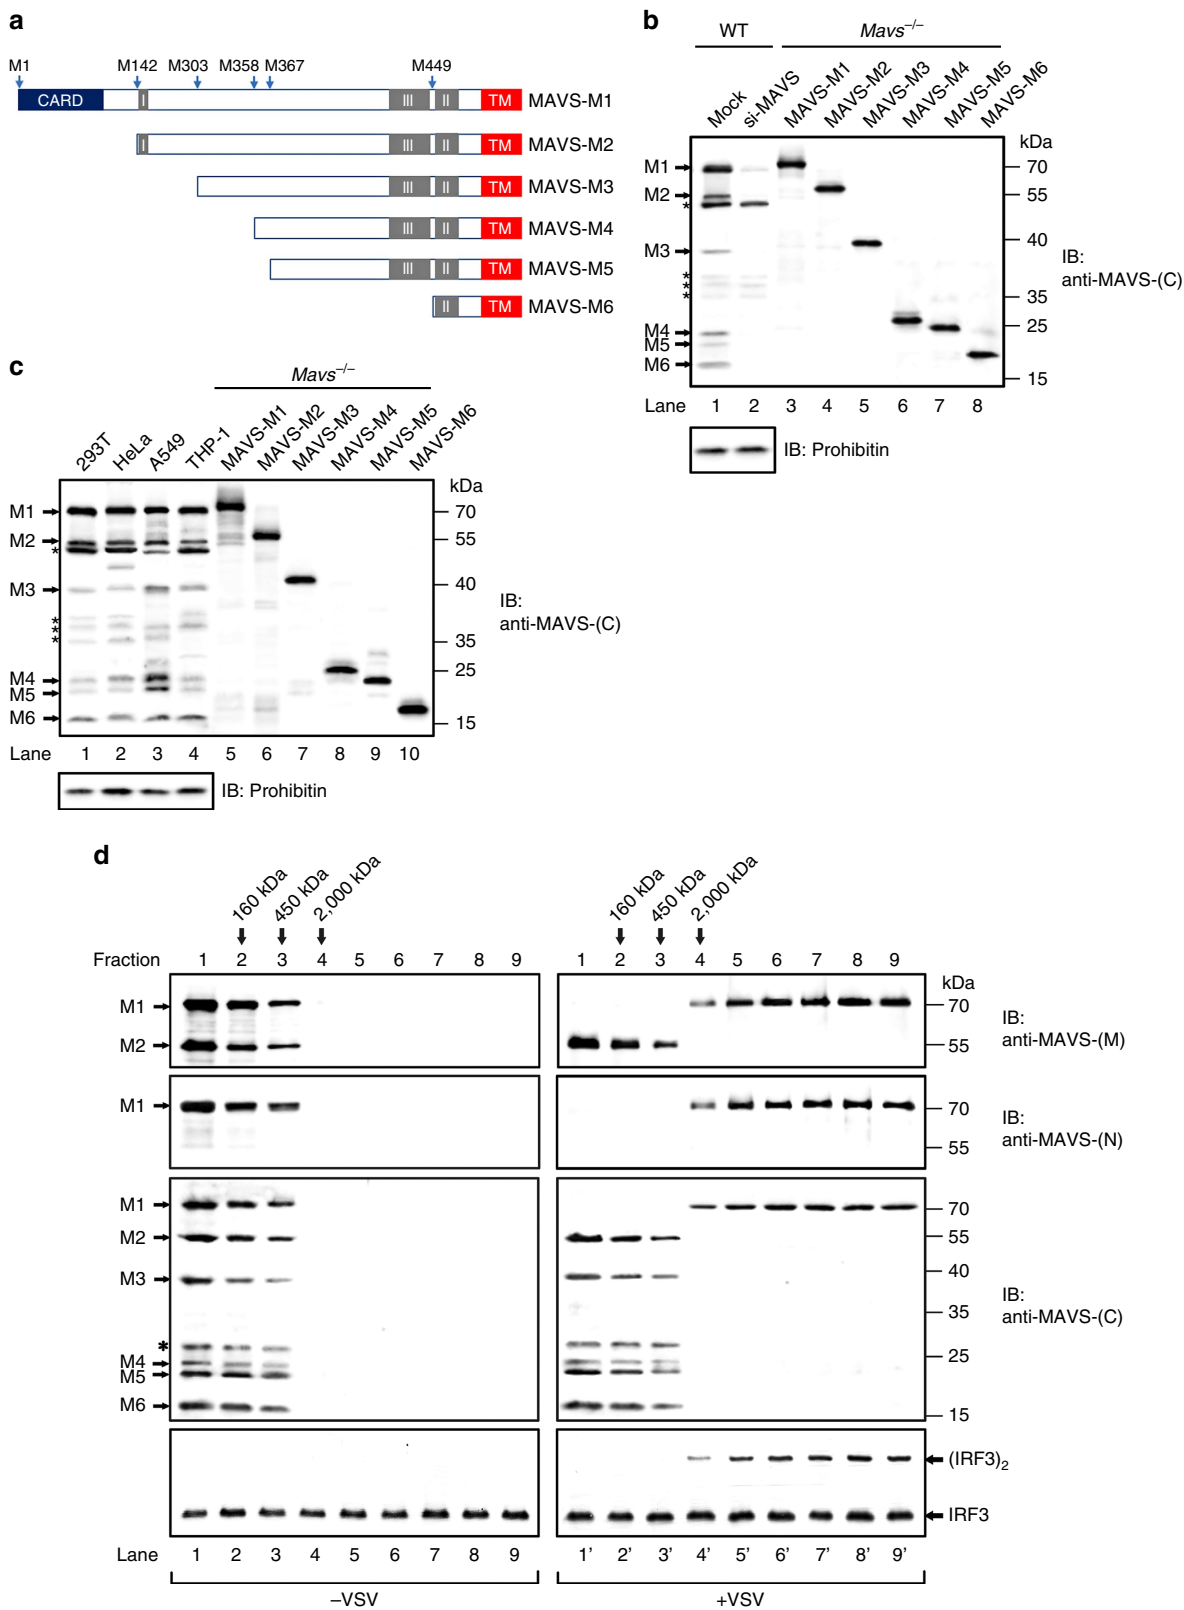 a
M1 M142 M303 M358 M367 M449
CARD I III II TM MAVS-M1
I III II TM MAVS-M2
III II TM MAVS-M3
III II TM MAVS-M4
III II TM MAVS-M5
II TM MAVS-M6
b
WT Mavs–/–
Mock si-MAVS MAVS-M1 MAVS-M2 MAVS-M3 MAVS-M4 MAVS-M5 MAVS-M6
kDa
M1 70
M2 55
*
40
M3
IB:
anti-MAVS-(C)
*
*
* 35
25
M4
M5
M6
15
Lane 1 2 3 4 5 6 7 8
IB: Prohibitin
c
Mavs–/–
293T HeLa A549 THP-1 MAVS-M1 MAVS-M2 MAVS-M3 MAVS-M4 MAVS-M5 MAVS-M6
kDa
M1 70
M2 55
*
M3 40
IB:
anti-MAVS-(C)
*
*
* 35
25
M4
M5
M6 15
Lane 1 2 3 4 5 6 7 8 9 10
IB: Prohibitin
d
160 kDa 450 kDa 2,000 kDa 160 kDa 450 kDa 2,000 kDa
Fraction 1 2 3 4 5 6 7 8 9 1 2 3 4 5 6 7 8 9
kDa
M1 70
IB:
anti-MAVS-(M)
M2 55
M1 70
IB:
anti-MAVS-(N)
55
M1 70
M2 55
M3 40
IB:
anti-MAVS-(C)
35
*
M4 25
M5
M6 15
(IRF3)2
IRF3
Lane 1 2 3 4 5 6 7 8 9 1’ 2’ 3’ 4’ 5’ 6’ 7’ 8’ 9’
–VSV +VSV